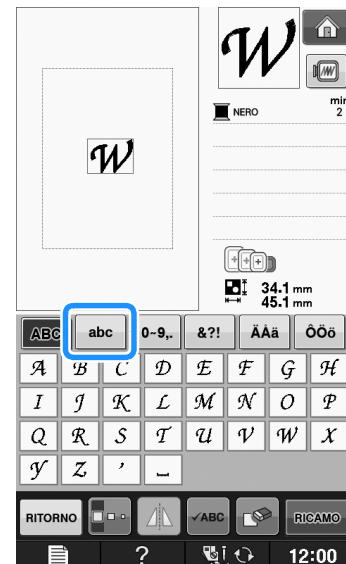 W
NERO
min
2
W
34.1 mm
45.1 mm
ABC abc 0~9,. &?! ÄÅä ÔÖö
A B C D E F G H
I J K L M N O P
Q R S T U V W X
Y Z ' ⎵
RITORNO ✓ABC RICAMO
? 12:00